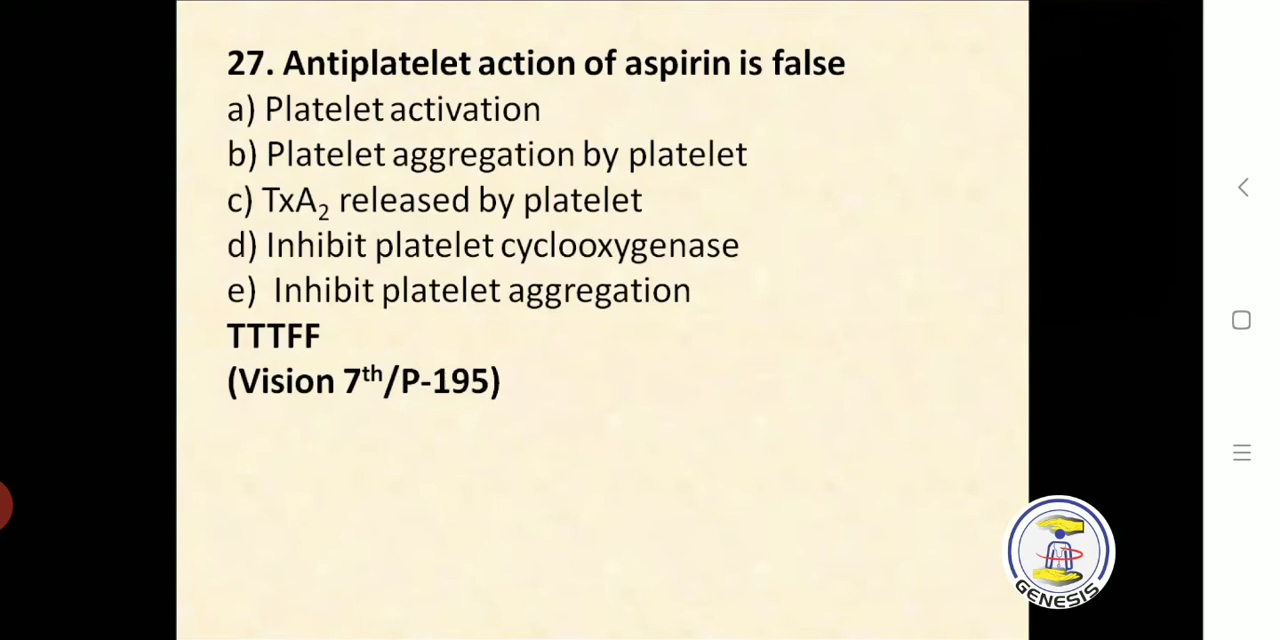 27. Antiplatelet action of aspirin is false
a) Platelet activation
b) Platelet aggregation by platelet
c) TxA₂ released by platelet
d) Inhibit platelet cyclooxygenase
e) Inhibit platelet aggregation
TTTFF
(Vision 7th/P-195)
GENESIS